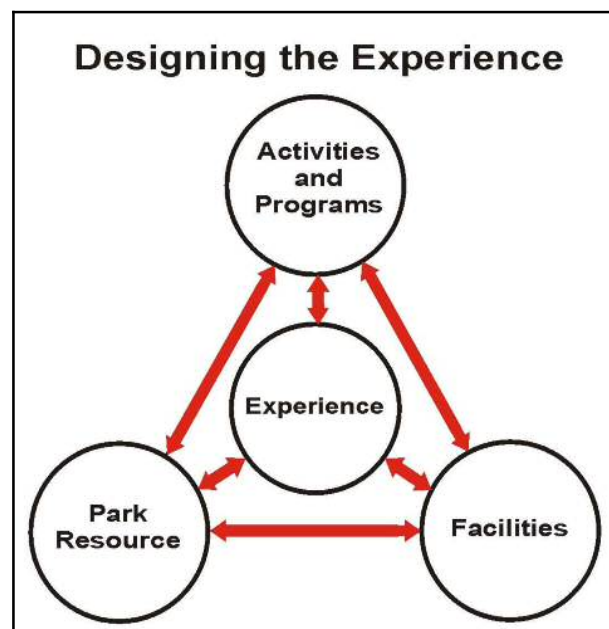 Designing the Experience
Activities
and
Programs
Experience
Park
Resource
Facilities